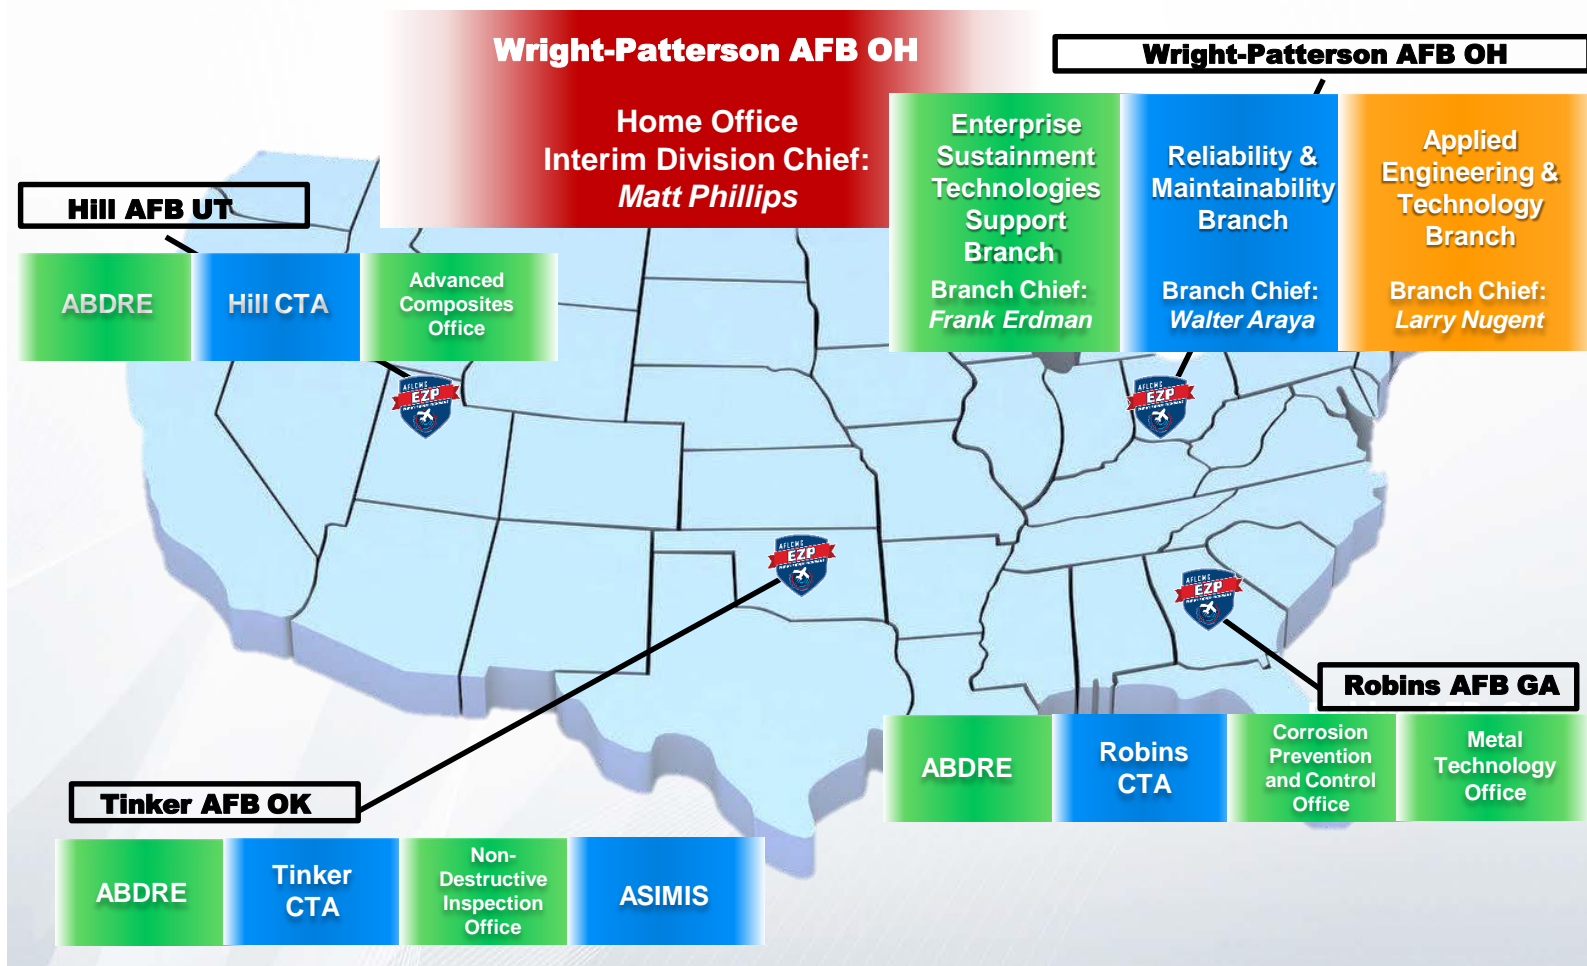 Wright-Patterson AFB OH
Home Office
Interim Division Chief:
Matt Phillips
Wright-Patterson AFB OH
Enterprise
Sustainment
Technologies
Support
Branch
Branch Chief:
Frank Erdman
Reliability &
Maintainability
Branch
Branch Chief:
Walter Araya
Applied
Engineering &
Technology
Branch
Branch Chief:
Larry Nugent
Hill AFB UT
ABDRE
Hill CTA
Advanced
Composites
Office
AFLCMC
EZP
AFLCMC
EZP
AFLCMC
EZP
AFLCMC
EZP
Robins AFB GA
ABDRE
Robins
CTA
Corrosion
Prevention
and Control
Office
Metal
Technology
Office
Tinker AFB OK
ABDRE
Tinker
CTA
Non-
Destructive
Inspection
Office
ASIMIS